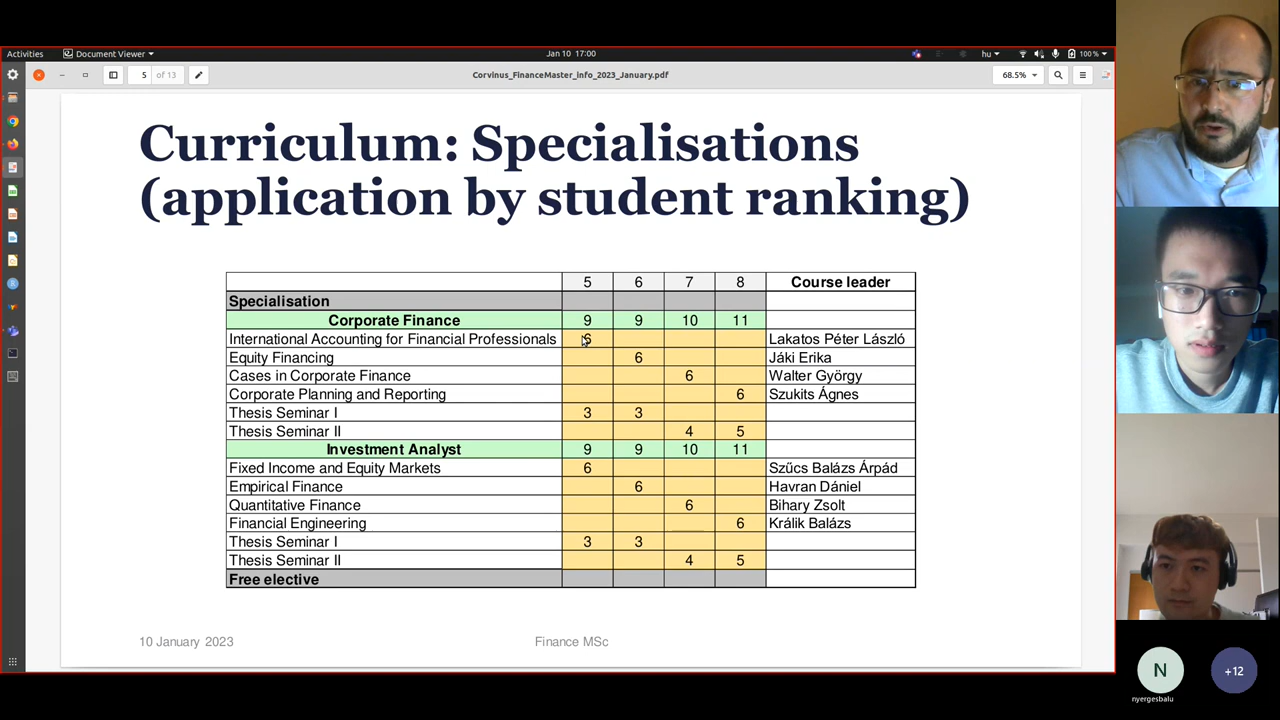 Activities Document Viewer Jan 10 17:00 hu 100 %
5 of 13 Corvinus_FinanceMaster_info_2023_January.pdf 68.5%
Curriculum: Specialisations
(application by student ranking)
5 6 7 8 Course leader
Specialisation
Corporate Finance 9 9 10 11
International Accounting for Financial Professionals 6 Lakatos Péter László
Equity Financing 6 Jáki Erika
Cases in Corporate Finance 6 Walter György
Corporate Planning and Reporting 6 Szukits Ágnes
Thesis Seminar I 3 3
Thesis Seminar II 4 5
Investment Analyst 9 9 10 11
Fixed Income and Equity Markets 6 Szűcs Balázs Árpád
Empirical Finance 6 Havran Dániel
Quantitative Finance 6 Bihary Zsolt
Financial Engineering 6 Králik Balázs
Thesis Seminar I 3 3
Thesis Seminar II 4 5
Free elective
10 January 2023 Finance MSc
N +12
nyergesbalu